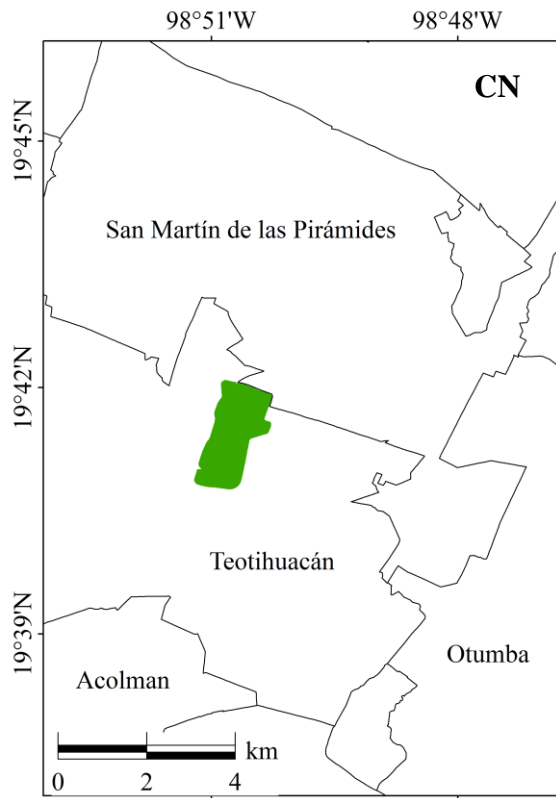 98°51'W 98°48'W
CN
19°45'N
San Martín de las Pirámides
19°42'N
Teotihuacán
19°39'N
Otumba
Acolman
km
0 2 4